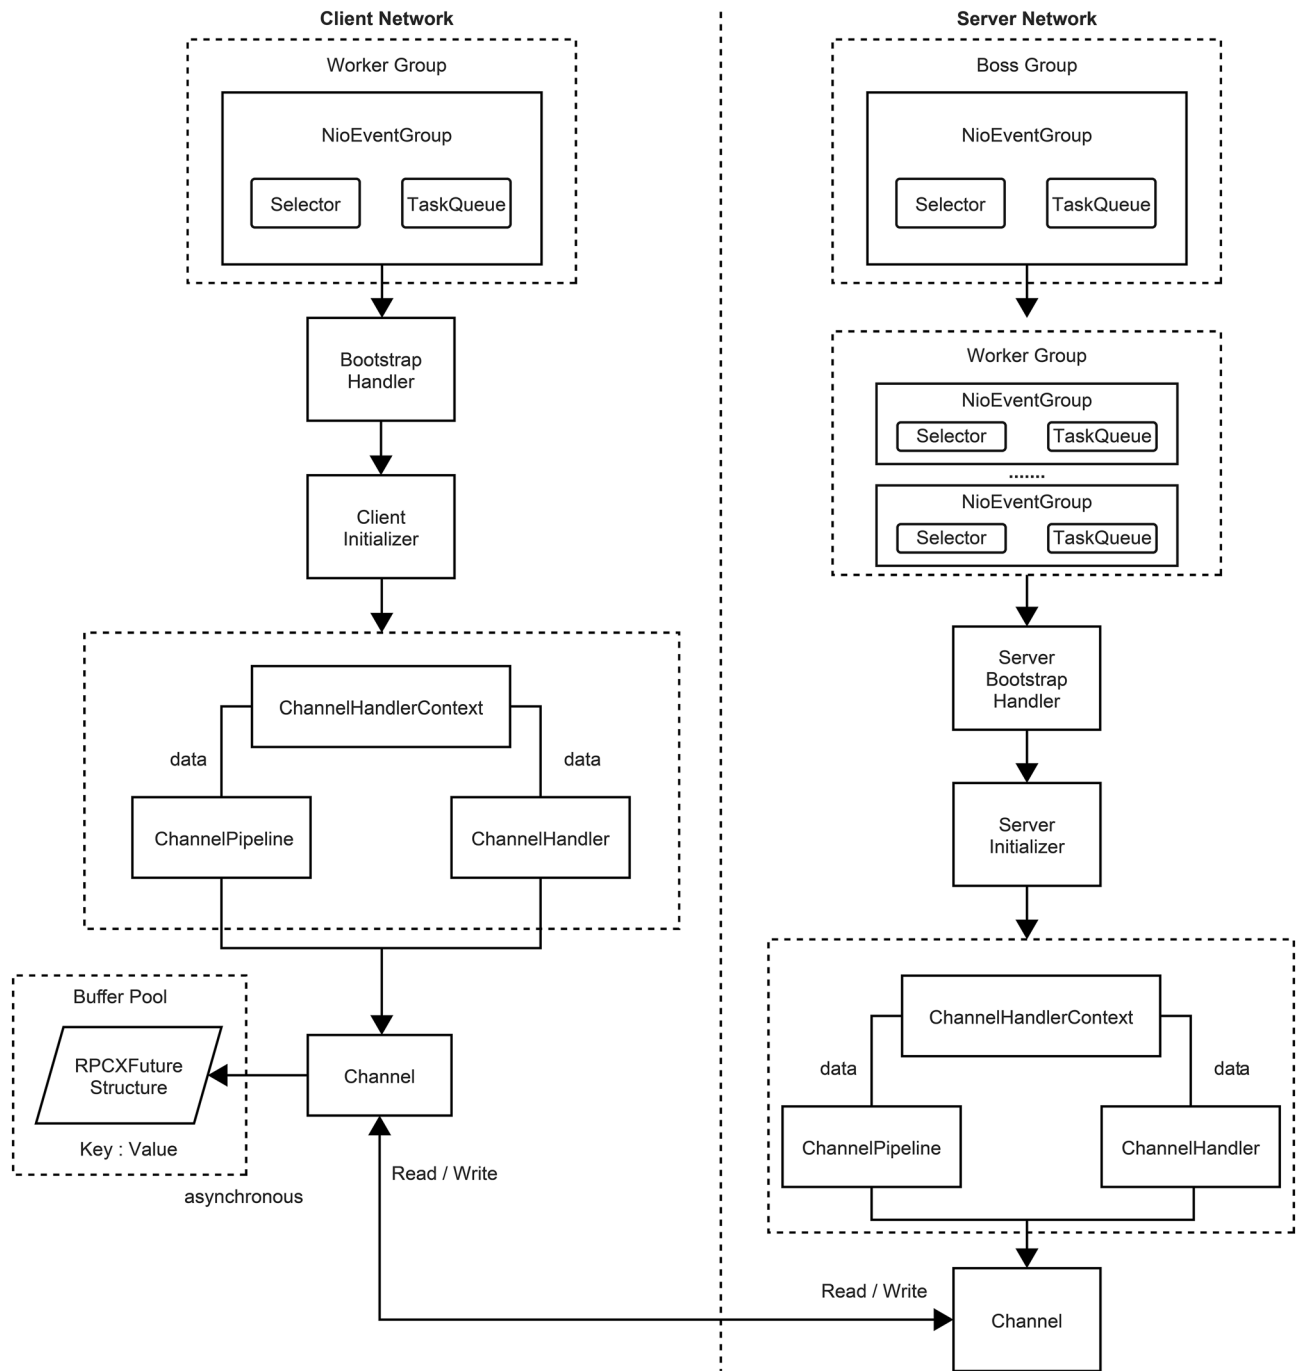 Client Network
Worker Group
NioEventGroup
Selector
TaskQueue
Bootstrap
Handler
Client
Initializer
ChannelHandlerContext
data
data
ChannelPipeline
ChannelHandler
Buffer Pool
RPCXFuture
Structure
Key : Value
asynchronous
Channel
Read / Write
Server Network
Boss Group
NioEventGroup
Selector
TaskQueue
Worker Group
NioEventGroup
Selector
TaskQueue
.......
NioEventGroup
Selector
TaskQueue
Server
Bootstrap
Handler
Server
Initializer
ChannelHandlerContext
data
data
ChannelPipeline
ChannelHandler
Read / Write
Channel